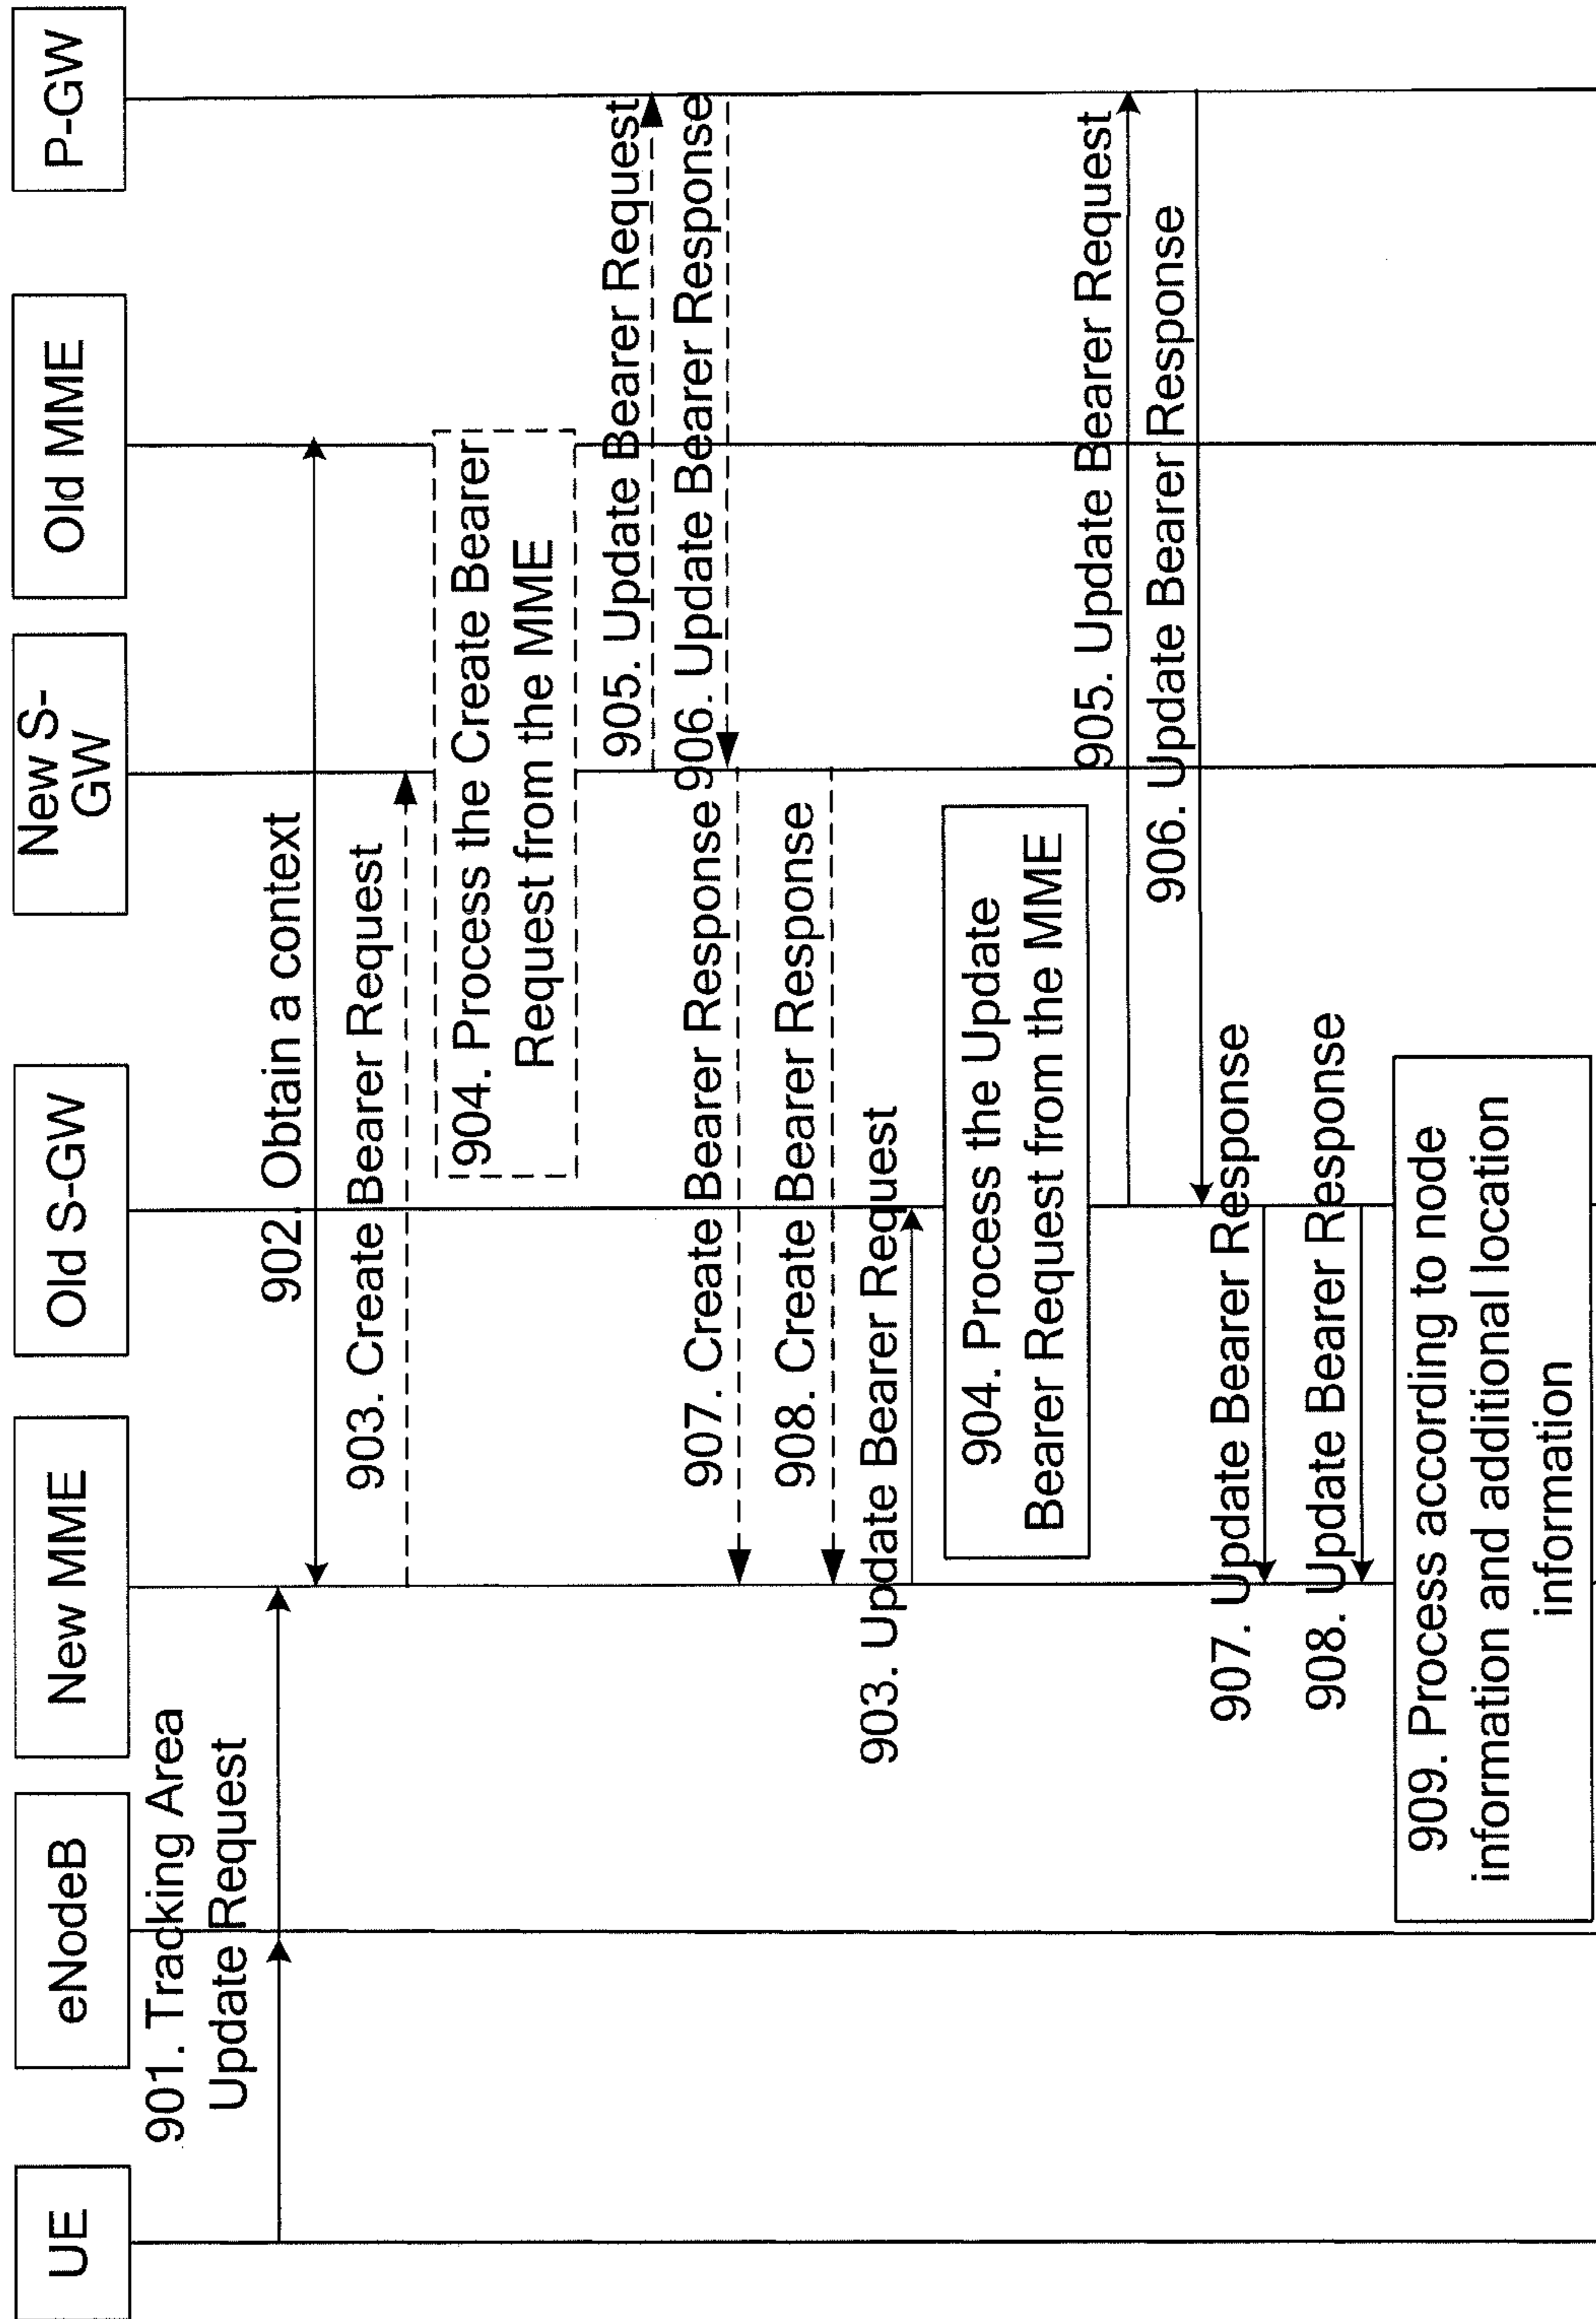 UE
eNodeB
New MME
Old S-GW
New S-
GW
Old MME
P-GW
901. Tracking Area
Update Request
902. Obtain a context
903. Create Bearer Request
904. Process the Create Bearer
Request from the MME
905. Update Bearer Request
906. Update Bearer Response
907. Create Bearer Response
908. Create Bearer Response
903. Update Bearer Request
904. Process the Update
Bearer Request from the MME
905. Update Bearer Request
906. Update Bearer Response
907. Update Bearer Response
908. Update Bearer Response
909. Process according to node
information and additional location
information